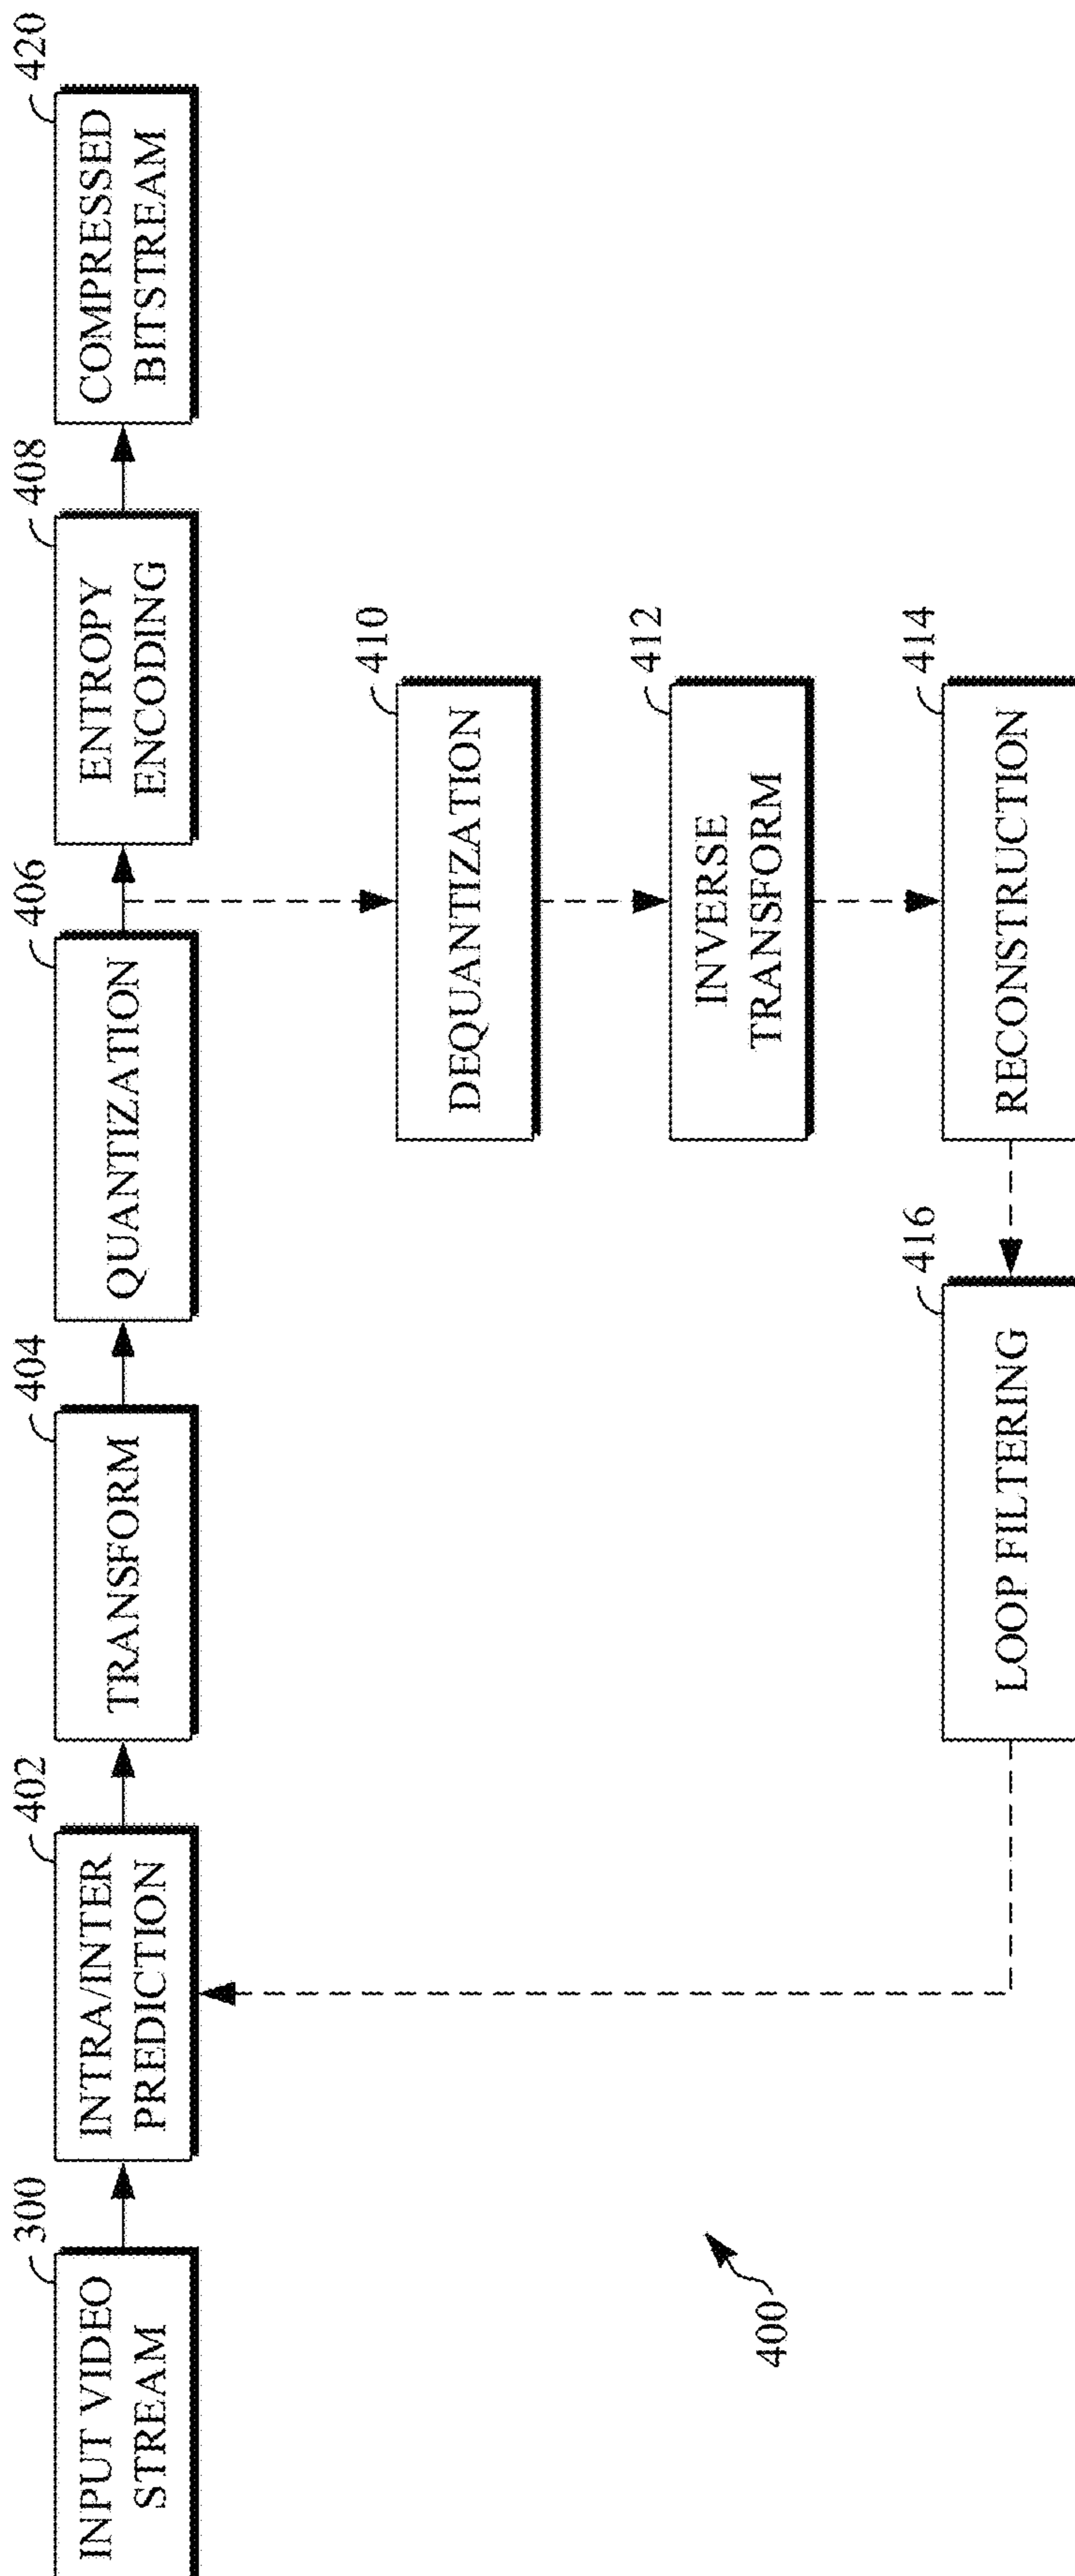 300
INPUT VIDEO
STREAM
402
INTRA/INTER
PREDICTION
404
TRANSFORM
406
QUANTIZATION
408
ENTROPY
ENCODING
420
COMPRESSED
BITSTREAM
410
DEQUANTIZATION
412
INVERSE
TRANSFORM
414
RECONSTRUCTION
416
LOOP FILTERING
400